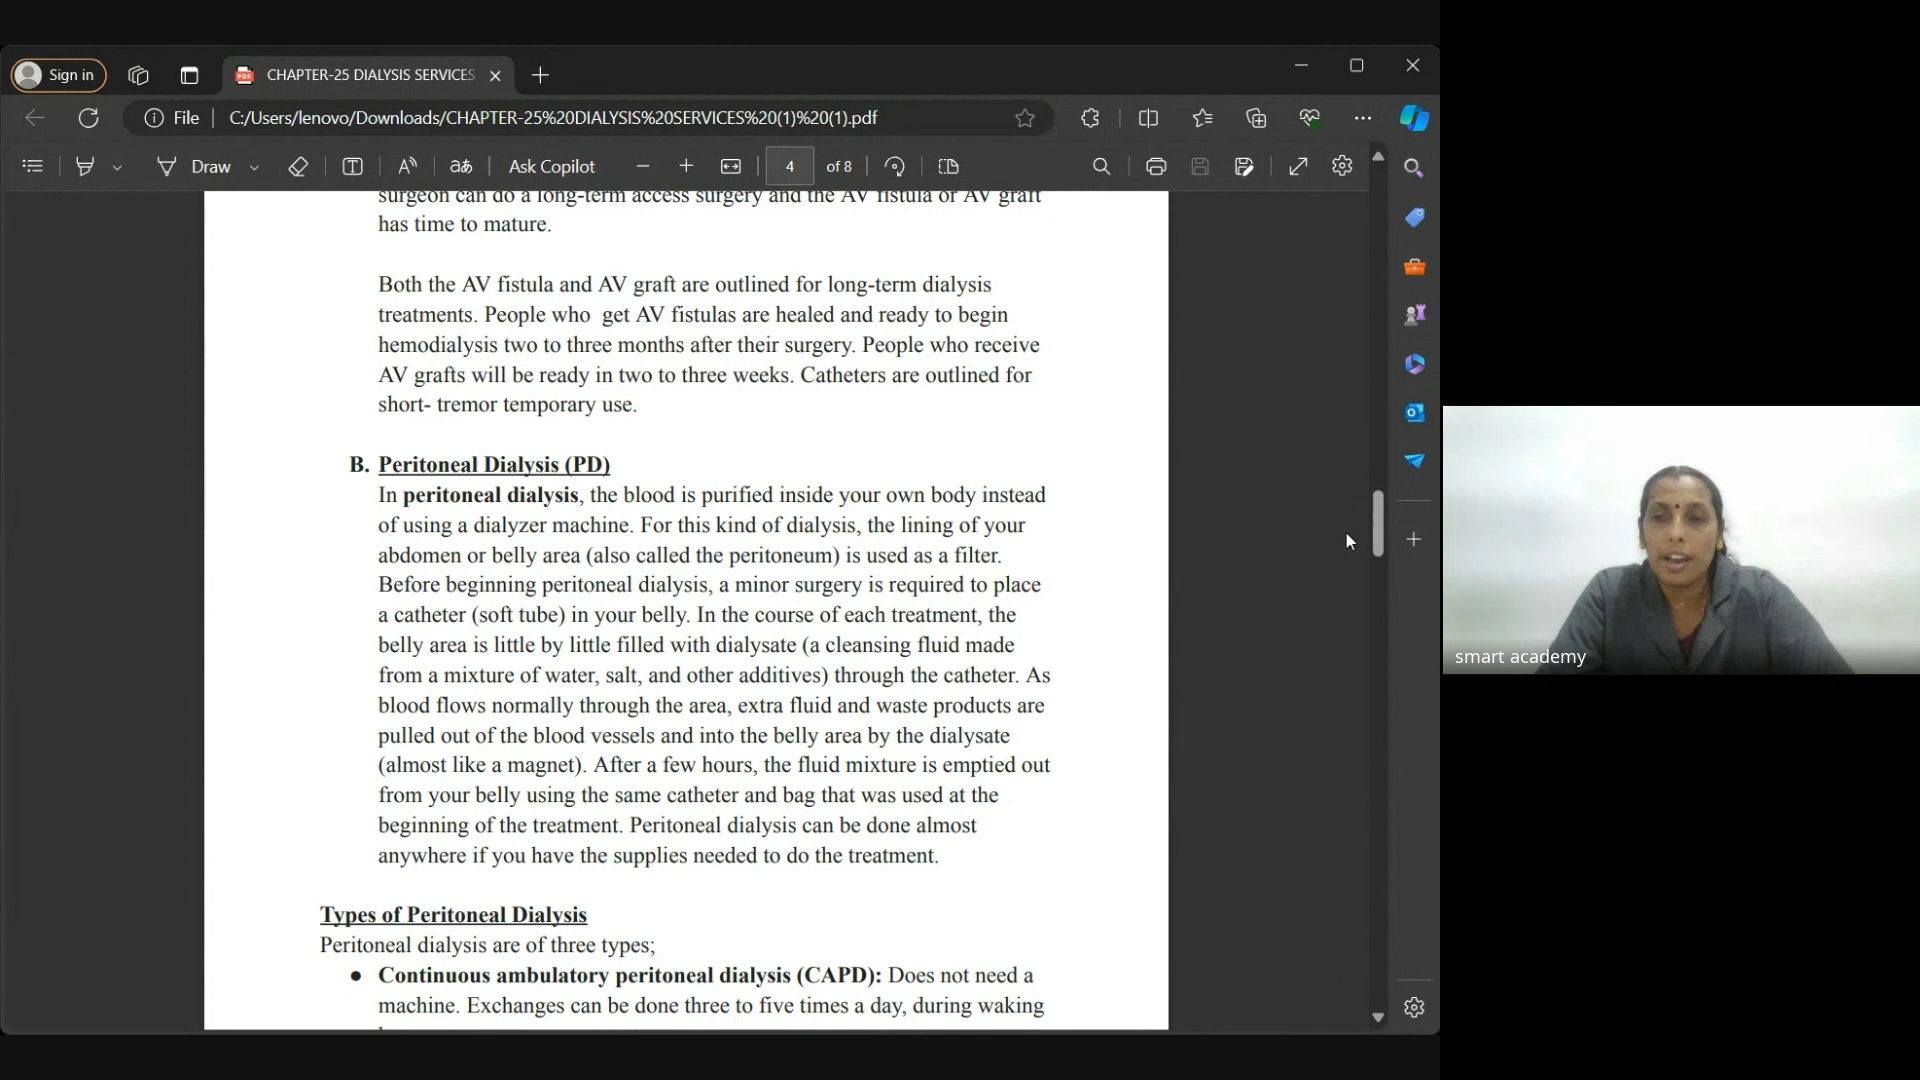 Sign in
CHAPTER-25 DIALYSIS SERVICES
File
C:/Users/lenovo/Downloads/CHAPTER-25%20DIALYSIS%20SERVICES%20(1)%20(1).pdf
Draw
Ask Copilot
4
of 8
surgeon can do a long-term access surgery and the AV fistula or AV graft
has time to mature.
Both the AV fistula and AV graft are outlined for long-term dialysis
treatments. People who  get AV fistulas are healed and ready to begin
hemodialysis two to three months after their surgery. People who receive
AV grafts will be ready in two to three weeks. Catheters are outlined for
short- tremor temporary use.
B. Peritoneal Dialysis (PD)
In peritoneal dialysis, the blood is purified inside your own body instead
of using a dialyzer machine. For this kind of dialysis, the lining of your
abdomen or belly area (also called the peritoneum) is used as a filter.
Before beginning peritoneal dialysis, a minor surgery is required to place
a catheter (soft tube) in your belly. In the course of each treatment, the
belly area is little by little filled with dialysate (a cleansing fluid made
from a mixture of water, salt, and other additives) through the catheter. As
blood flows normally through the area, extra fluid and waste products are
pulled out of the blood vessels and into the belly area by the dialysate
(almost like a magnet). After a few hours, the fluid mixture is emptied out
from your belly using the same catheter and bag that was used at the
beginning of the treatment. Peritoneal dialysis can be done almost
anywhere if you have the supplies needed to do the treatment.
Types of Peritoneal Dialysis
Peritoneal dialysis are of three types;
● Continuous ambulatory peritoneal dialysis (CAPD): Does not need a
machine. Exchanges can be done three to five times a day, during waking
smart academy